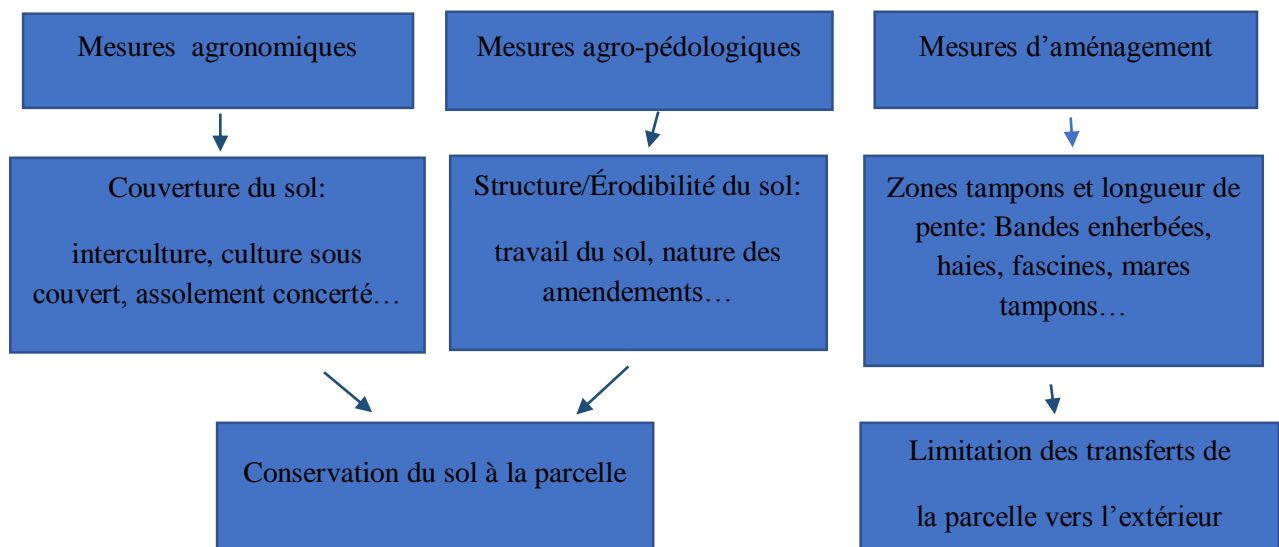 Mesures agronomiques
Mesures agro-pédologiques
Mesures d’aménagement
Couverture du sol:
interculture, culture sous
couvert, assolement concerté…
Structure/Érodibilité du sol:
travail du sol, nature des
amendements…
Zones tampons et longueur de
pente: Bandes enherbées,
haies, fascines, mares
tampons…
Conservation du sol à la parcelle
Limitation des transferts de
la parcelle vers l’extérieur